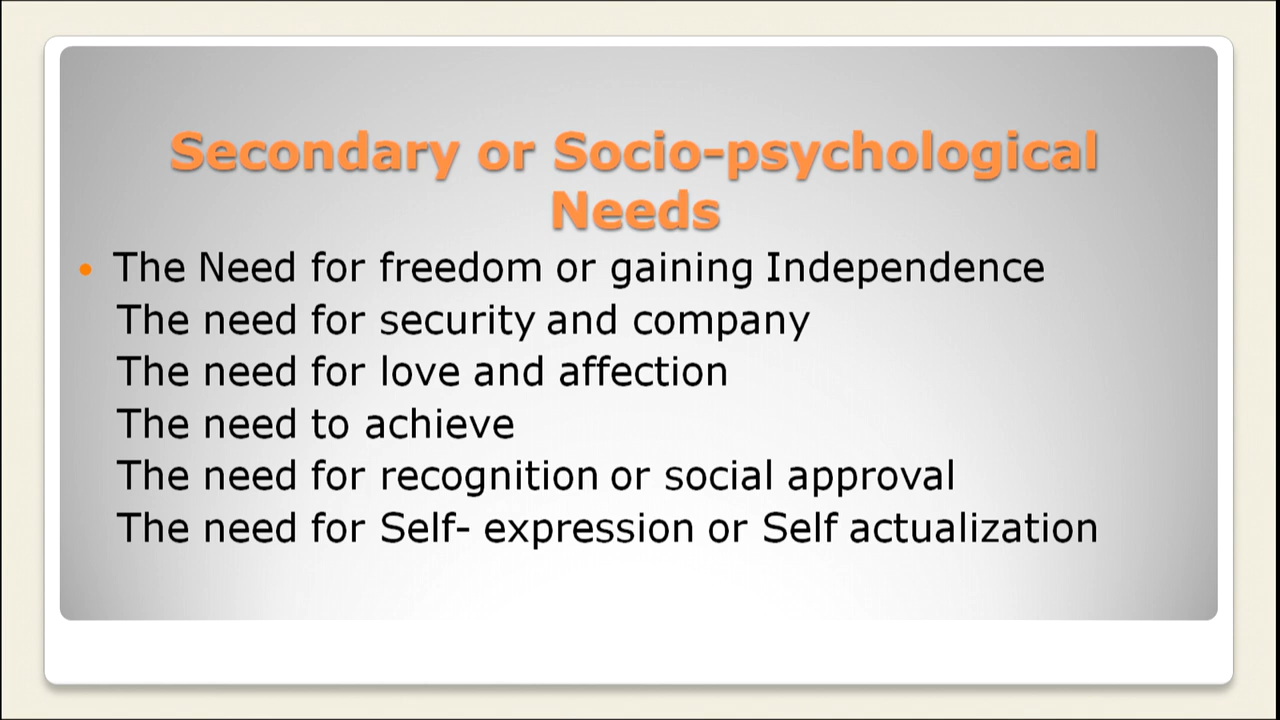 Secondary or Socio-psychological
Needs
• The Need for freedom or gaining Independence
The need for security and company
The need for love and affection
The need to achieve
The need for recognition or social approval
The need for Self- expression or Self actualization